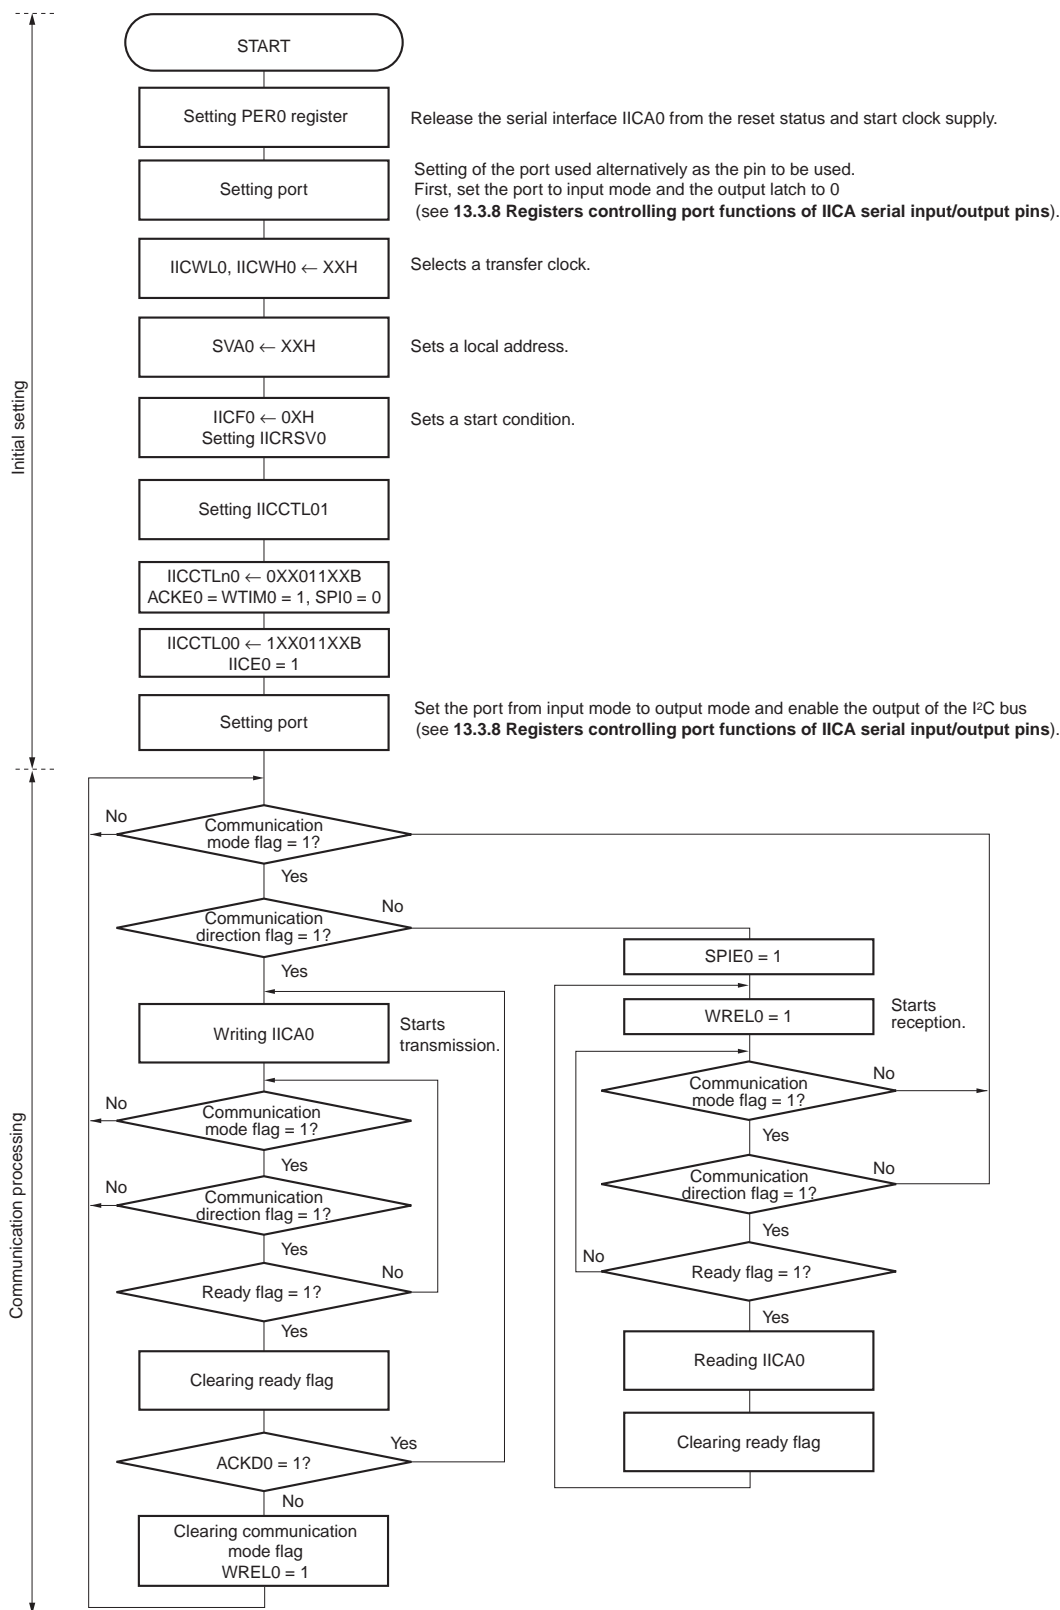 START
Setting PER0 register
Release the serial interface IICA0 from the reset status and start clock supply.
Setting port
Setting of the port used alternatively as the pin to be used.
First, set the port to input mode and the output latch to 0
(see 13.3.8 Registers controlling port functions of IICA serial input/output pins).
IICWL0, IICWH0 ← XXH
Selects a transfer clock.
SVA0 ← XXH
Sets a local address.
IICF0 ← 0XH
Setting IICRSV0
Sets a start condition.
Setting IICCTL01
IICCTLn0 ← 0XX011XXB
ACKE0 = WTIM0 = 1, SPI0 = 0
IICCTL00 ← 1XX011XXB
IICE0 = 1
Setting port
Set the port from input mode to output mode and enable the output of the I²C bus
(see 13.3.8 Registers controlling port functions of IICA serial input/output pins).
Initial setting
Communication processing
No
Communication
mode flag = 1?
Yes
Communication
direction flag = 1?
No
Yes
Writing IICA0
Starts
transmission.
No
Communication
mode flag = 1?
Yes
No
Communication
direction flag = 1?
Yes
Ready flag = 1?
No
Yes
Clearing ready flag
ACKD0 = 1?
Yes
No
Clearing communication
mode flag
WREL0 = 1
SPIE0 = 1
WREL0 = 1
Starts
reception.
Communication
mode flag = 1?
No
Yes
Communication
direction flag = 1?
No
Yes
No
Ready flag = 1?
Yes
Reading IICA0
Clearing ready flag